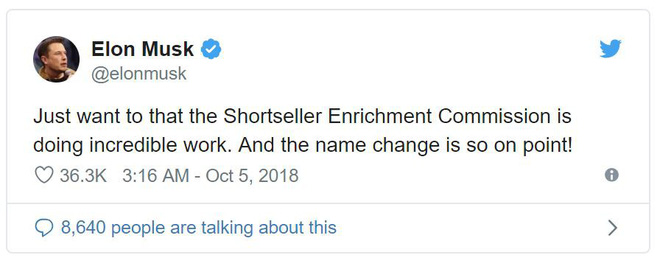 Elon Musk
@elonmusk
Just want to that the Shortseller Enrichment Commission is
doing incredible work. And the name change is so on point!
36.3K 3:16 AM - Oct 5, 2018
8,640 people are talking about this